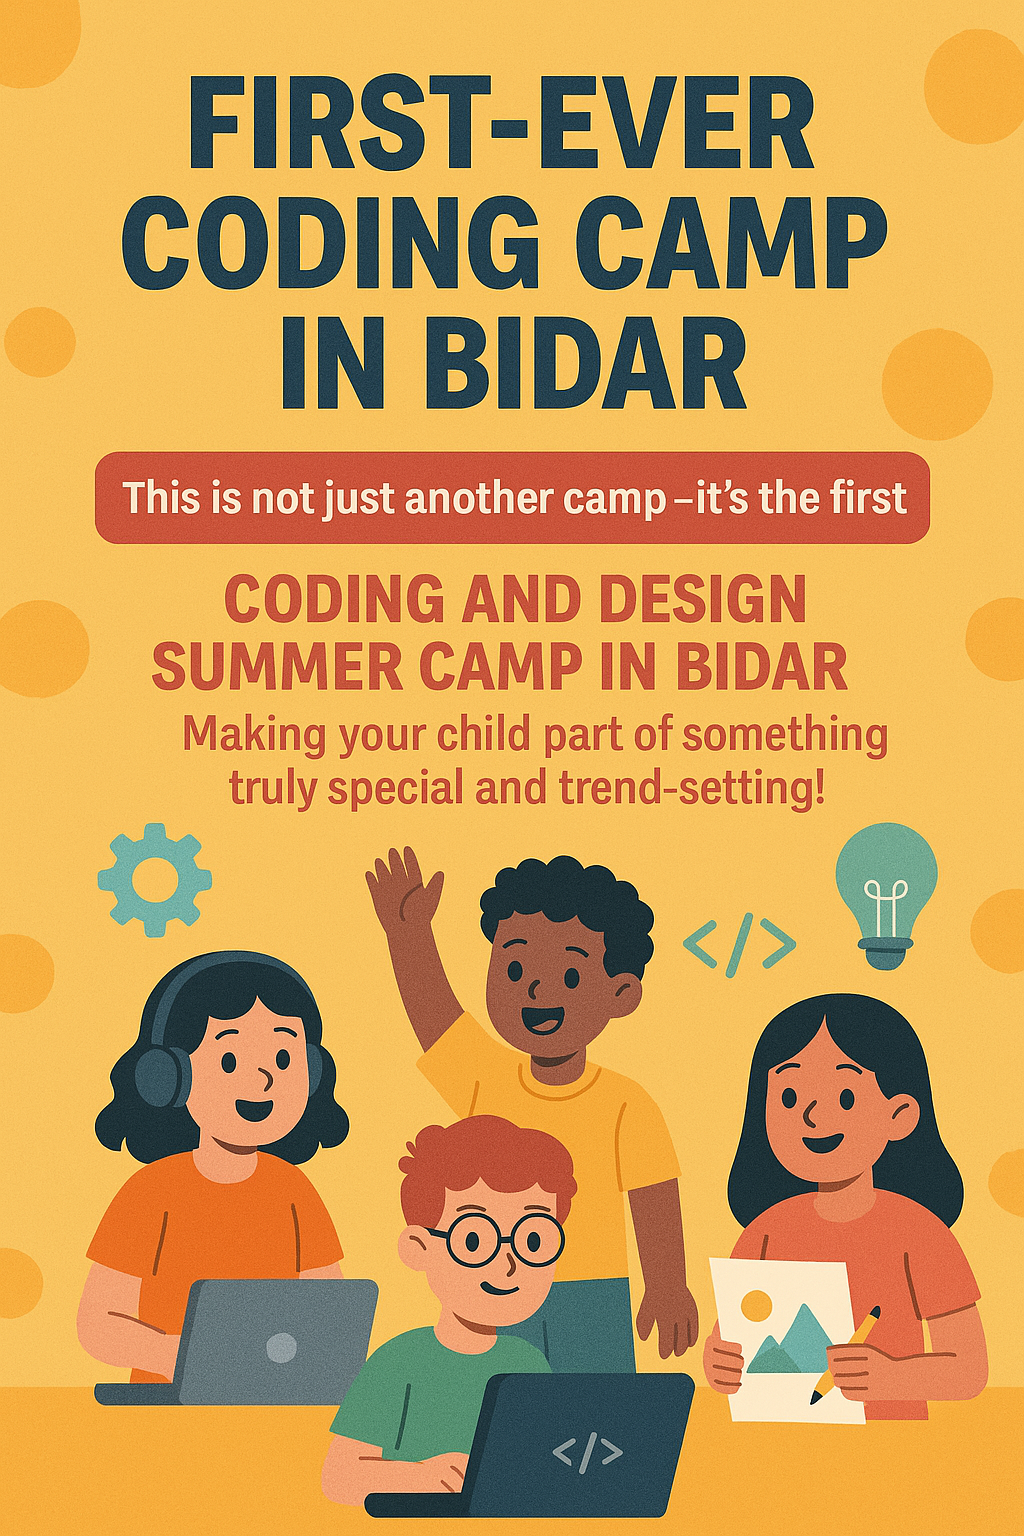 FIRST-EVER
CODING CAMP
IN BIDAR
This is not just another camp –it’s the first
CODING AND DESIGN
SUMMER CAMP IN BIDAR
Making your child part of something
truly special and trend-setting!
</>
</>